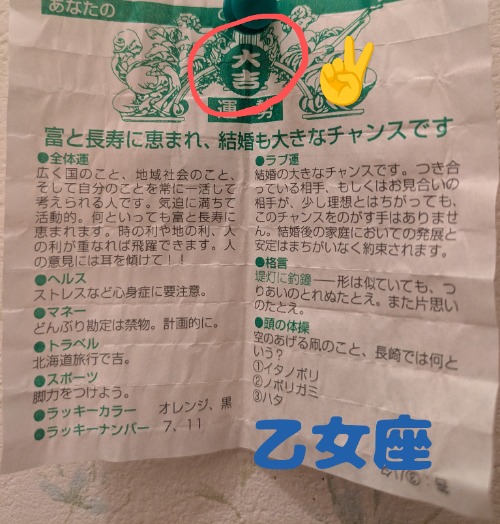 あなたの
大吉
運勢
富と長寿に恵まれ、結婚も大きなチャンスです
●全体運
広く国のこと、地域社会のこと、
そして自分のことを常に一活して
考えられる人です。気迫に満ちて
活動的。何といっても富と長寿に
恵まれます。時の利や地の利、人
の利が重なれば飛躍できます。人
の意見には耳を傾けて！！
●ヘルス
ストレスなど心身症に要注意。
●マネー
どんぶり勘定は禁物。計画的に。
●トラベル
北海道旅行で吉。
●スポーツ
脚力をつけよう。
●ラッキーカラー　オレンジ、黒
●ラッキーナンバー　7、11
●ラブ運
結婚の大きなチャンスです。つき合
っている相手、もしくはお見合いの
相手が、少し理想とはちがっても、
このチャンスをのがす手はありませ
ん。結婚後の家庭においての発展と
安定はまちがいなく約束されます。
●格言
堤灯に釣鐘――形は似ていても、つ
りあいのとれぬたとえ。また片思い
のたとえ。
●頭の体操
空のあげる凧のこと、長崎では何と
いう？
①イタノボリ
②ノボリガミ
③ハタ
乙女座
答：③ハタ